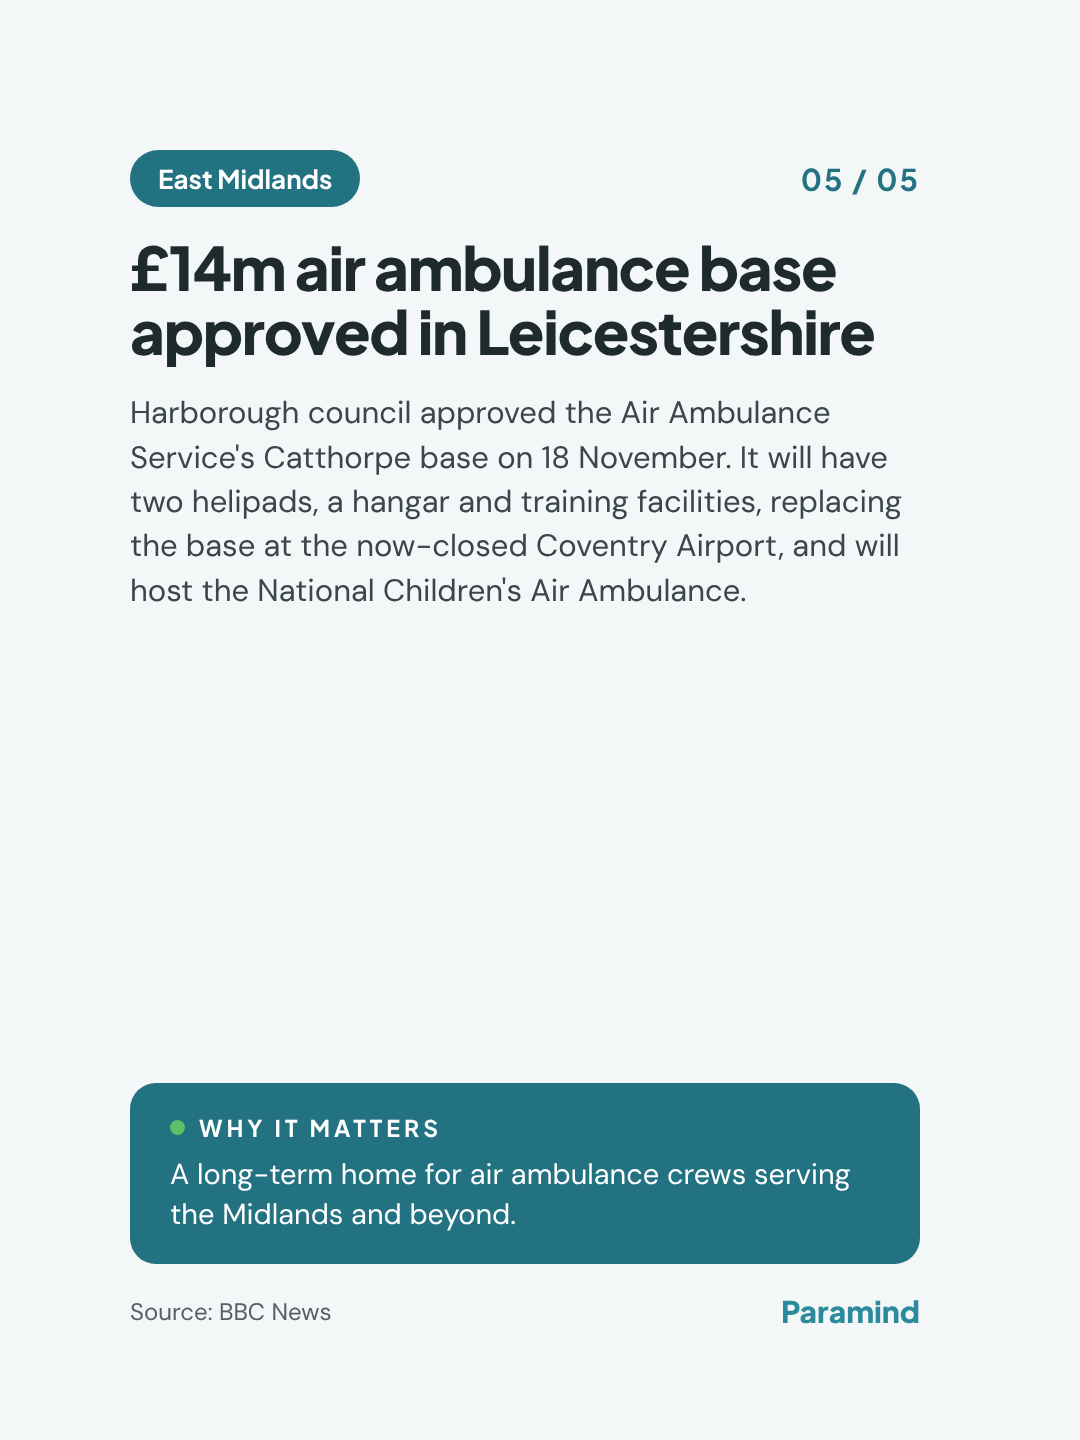 East Midlands
05 / 05
£14m air ambulance base
approved in Leicestershire
Harborough council approved the Air Ambulance
Service's Catthorpe base on 18 November. It will have
two helipads, a hangar and training facilities, replacing
the base at the now-closed Coventry Airport, and will
host the National Children's Air Ambulance.
WHY IT MATTERS
A long-term home for air ambulance crews serving
the Midlands and beyond.
Source: BBC News
Paramind